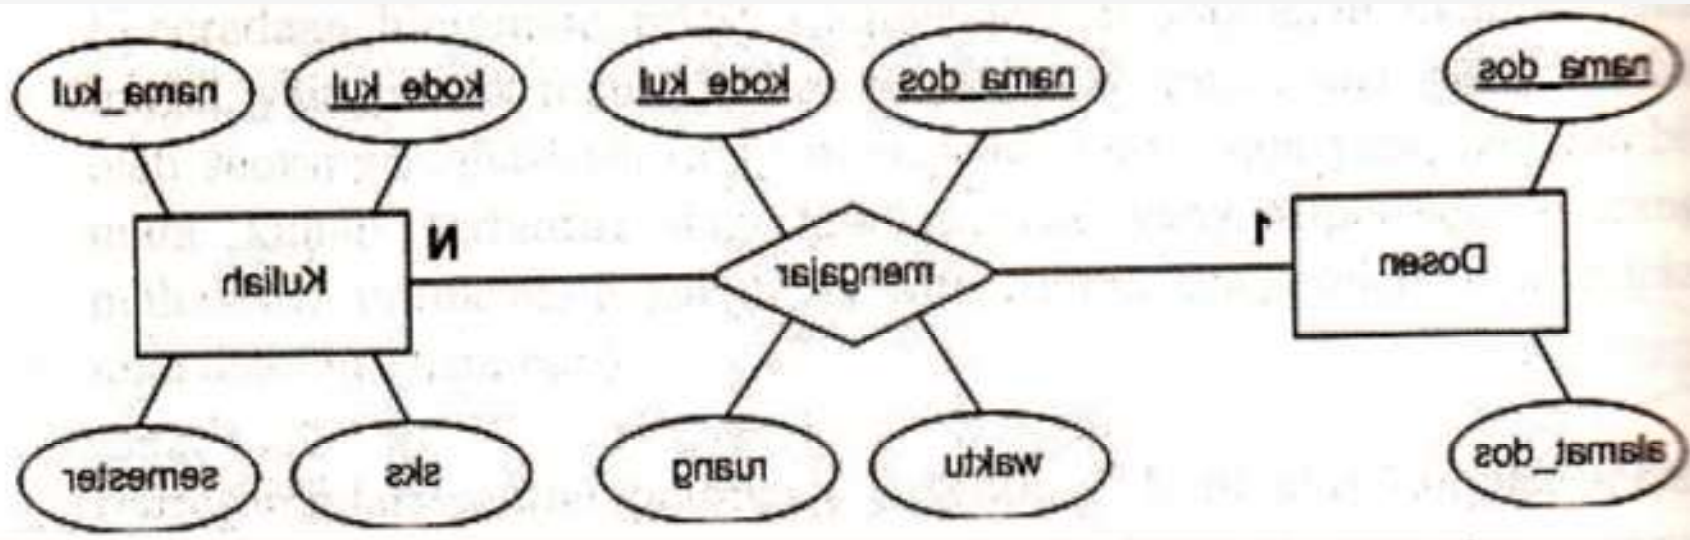 nama_dos
nama_dos
kode_kul
kode_kul
nama_kul
1
N
Dosen
mengajar
Kuliah
alamat_dos
waktu
ruang
sks
semester